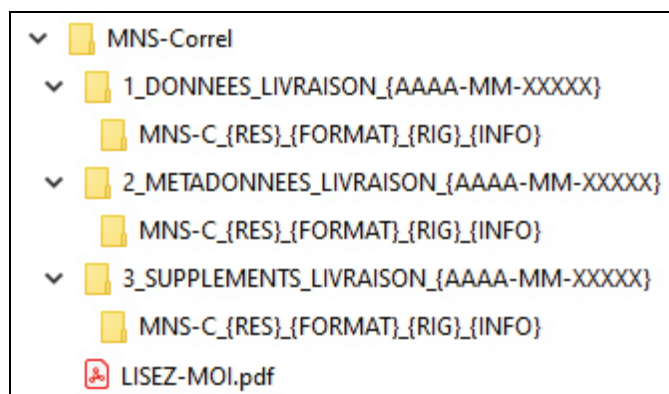 MNS-Correl
1_DONNEES_LIVRAISON_{AAAA-MM-XXXXX}
MNS-C_{RES}_{FORMAT}_{RIG}_{INFO}
2_METADONNEES_LIVRAISON_{AAAA-MM-XXXXX}
MNS-C_{RES}_{FORMAT}_{RIG}_{INFO}
3_SUPPLEMENTS_LIVRAISON_{AAAA-MM-XXXXX}
MNS-C_{RES}_{FORMAT}_{RIG}_{INFO}
LISEZ-MOI.pdf